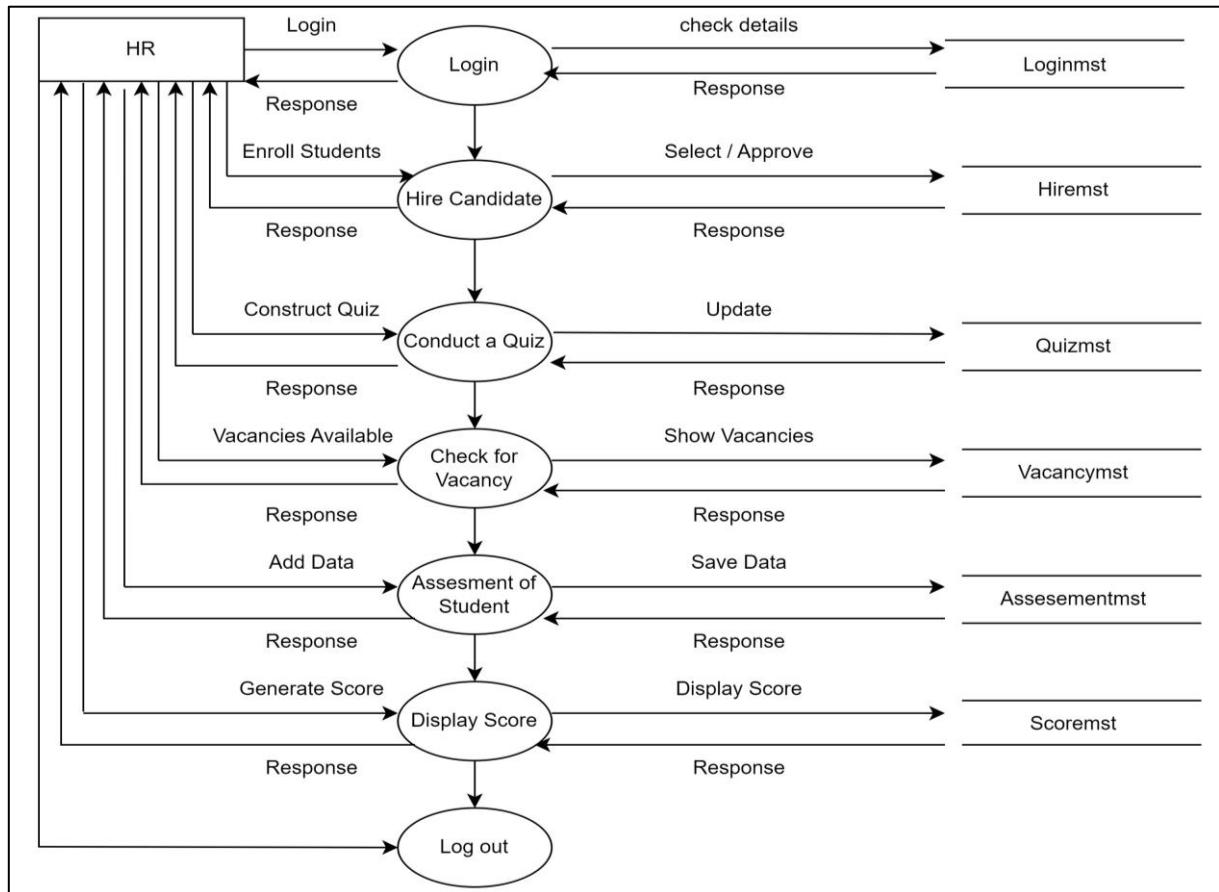 HR
Login
Login
check details
Loginmst
Response
Response
Enroll Students
Hire Candidate
Select / Approve
Hiremst
Response
Response
Construct Quiz
Conduct a Quiz
Update
Quizmst
Response
Response
Vacancies Available
Check for
Vacancy
Show Vacancies
Vacancymst
Response
Response
Add Data
Assesment of
Student
Save Data
Assesementmst
Response
Response
Generate Score
Display Score
Display Score
Scoremst
Response
Response
Log out